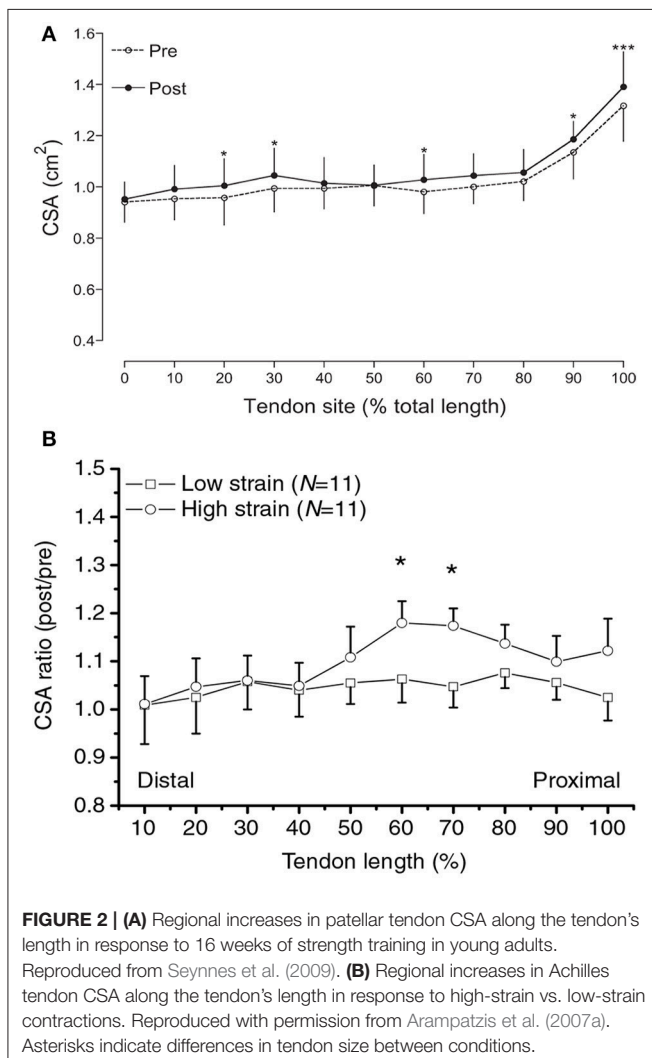 A
Pre
Post
CSA (cm²)
1.6
1.4
1.2
1.0
0.8
0.6
0.4
* * * * ***
0 10 20 30 40 50 60 70 80 90 100
Tendon site (% total length)
B
Low strain (N=11)
High strain (N=11)
CSA ratio (post/pre)
1.5
1.4
1.3
1.2
1.1
1.0
0.9
0.8
* *
Distal Proximal
10 20 30 40 50 60 70 80 90 100
Tendon length (%)
FIGURE 2 | (A) Regional increases in patellar tendon CSA along the tendon's
length in response to 16 weeks of strength training in young adults.
Reproduced from Seynnes et al. (2009). (B) Regional increases in Achilles
tendon CSA along the tendon's length in response to high-strain vs. low-strain
contractions. Reproduced with permission from Arampatzis et al. (2007a).
Asterisks indicate differences in tendon size between conditions.